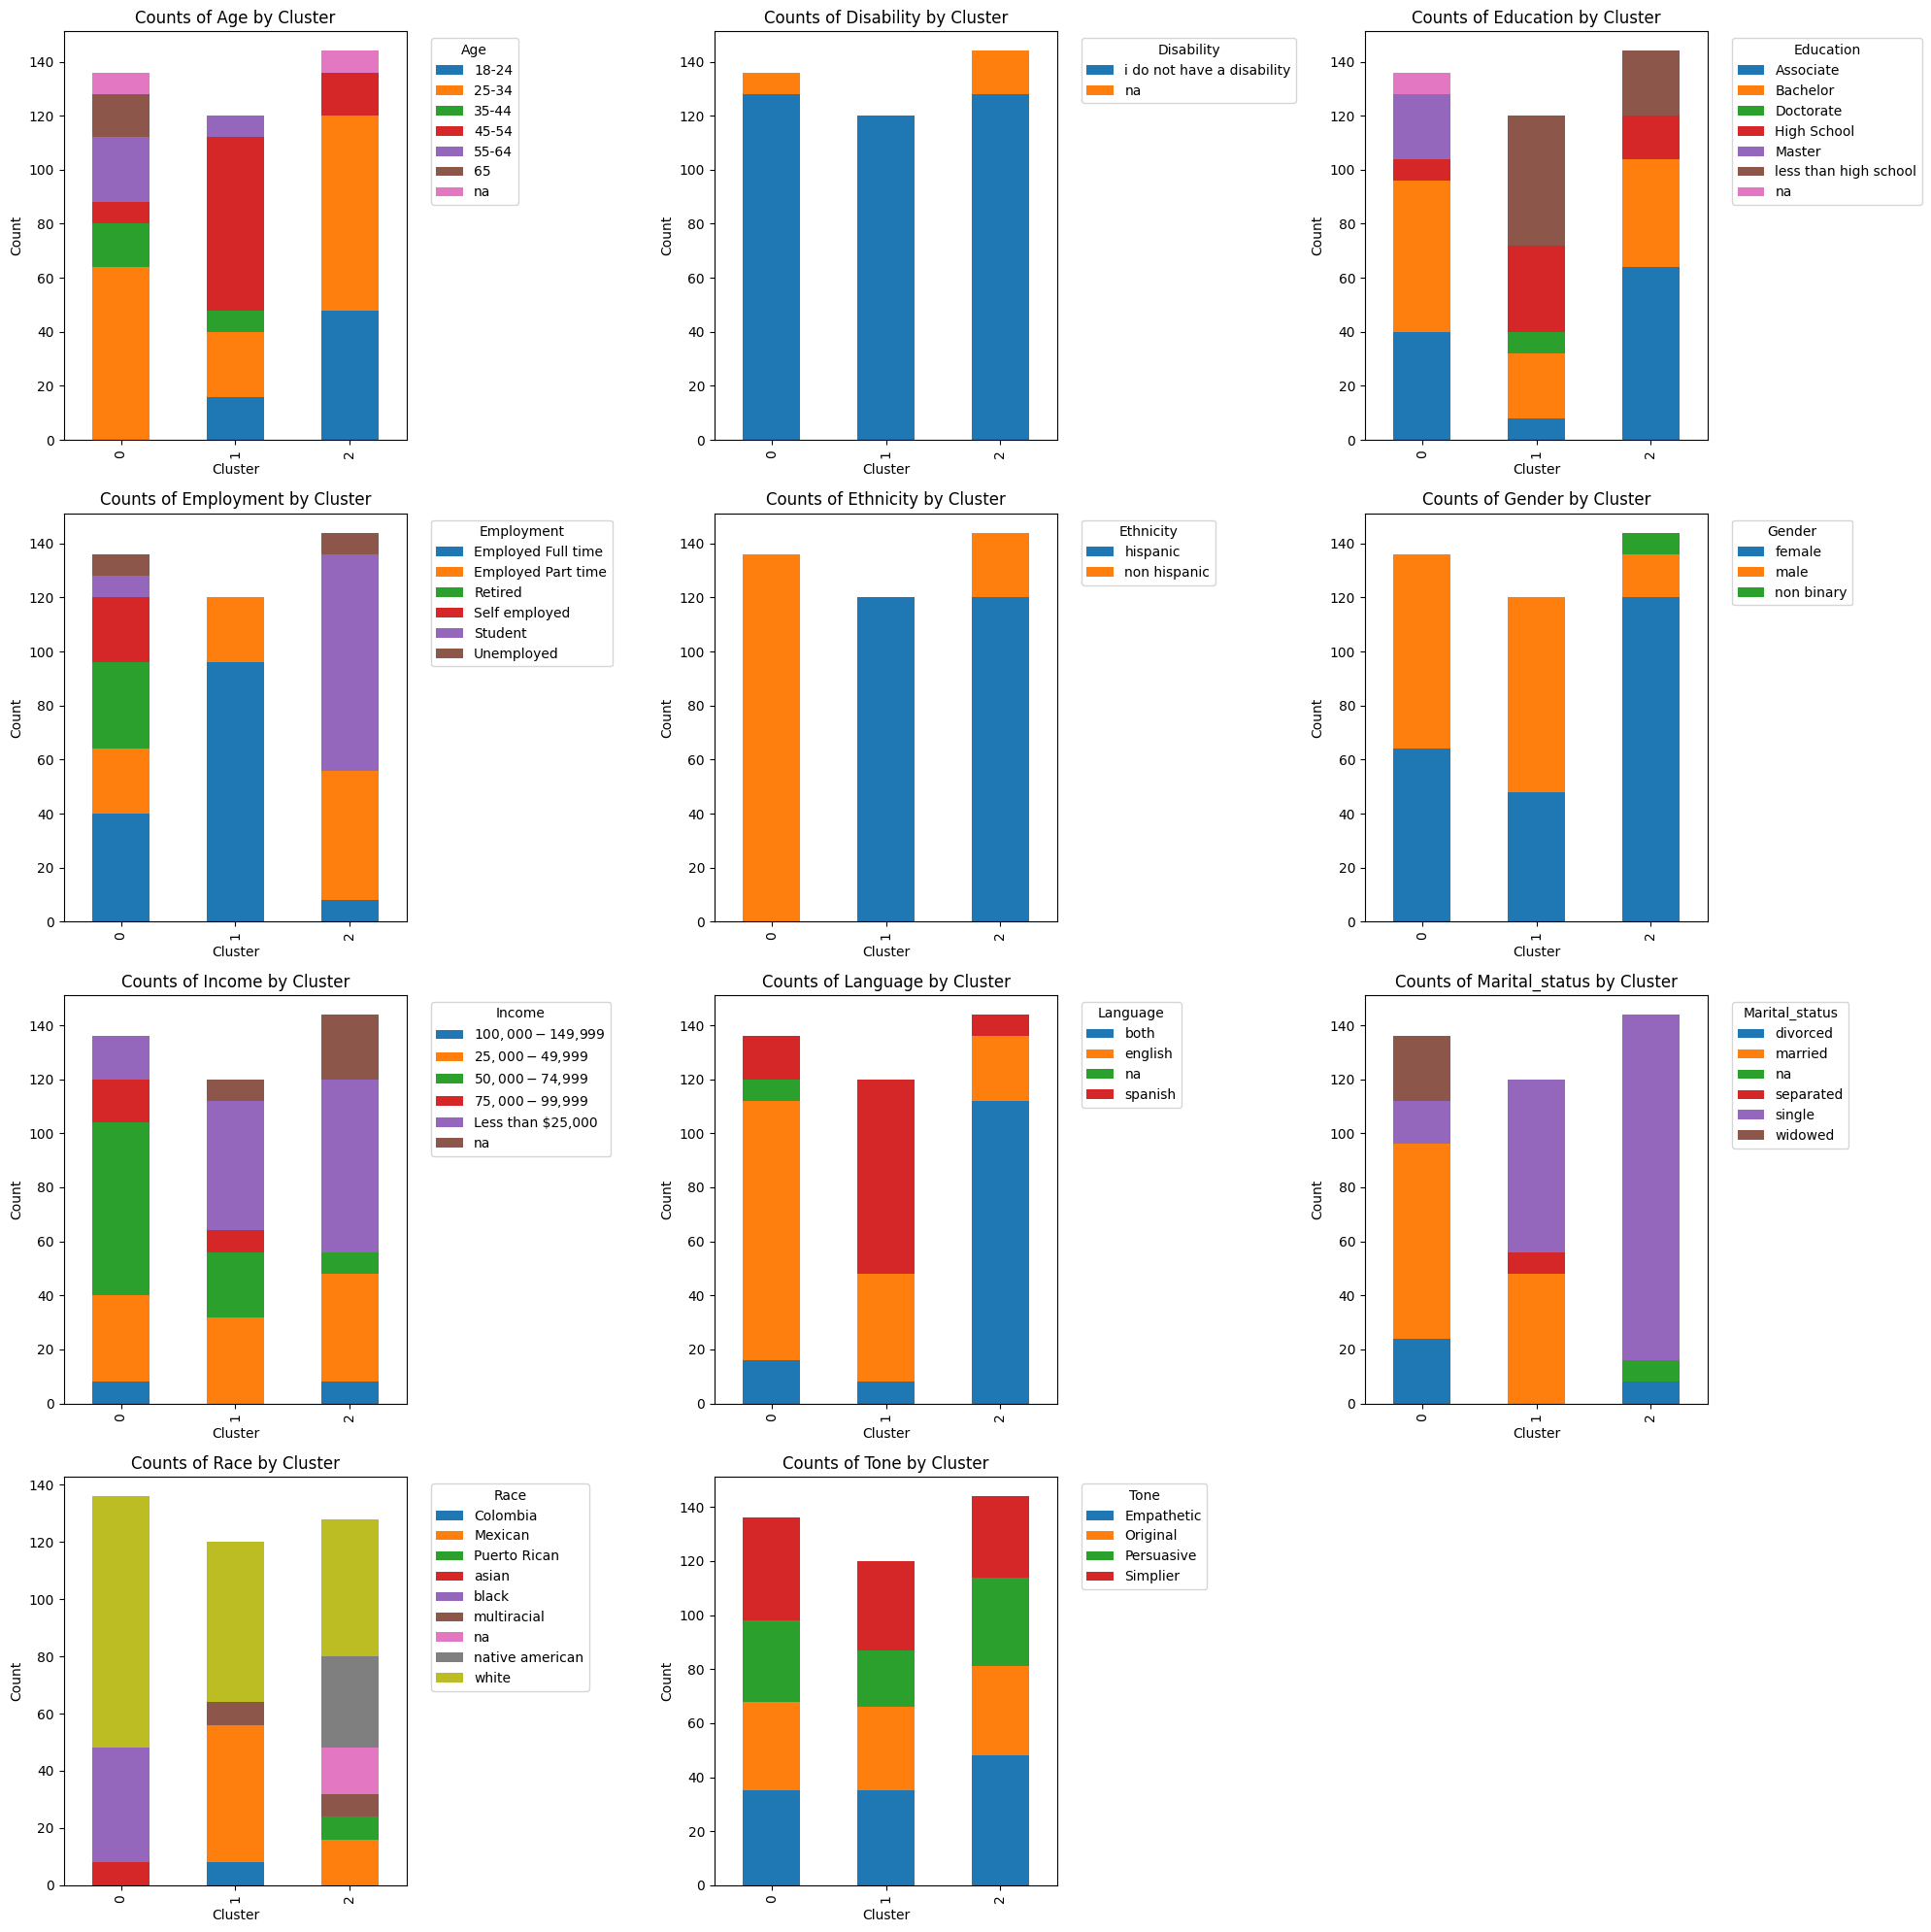 Counts of Age by Cluster
Count
140
120
100
80
60
40
20
0
0
1
2
Cluster
Age
18-24
25-34
35-44
45-54
55-64
65
na
Counts of Disability by Cluster
Count
140
120
100
80
60
40
20
0
0
1
2
Cluster
Disability
i do not have a disability
na
Counts of Education by Cluster
Count
140
120
100
80
60
40
20
0
0
1
2
Cluster
Education
Associate
Bachelor
Doctorate
High School
Master
less than high school
na
Counts of Employment by Cluster
Count
140
120
100
80
60
40
20
0
0
1
2
Cluster
Employment
Employed Full time
Employed Part time
Retired
Self employed
Student
Unemployed
Counts of Ethnicity by Cluster
Count
140
120
100
80
60
40
20
0
0
1
2
Cluster
Ethnicity
hispanic
non hispanic
Counts of Gender by Cluster
Count
140
120
100
80
60
40
20
0
0
1
2
Cluster
Gender
female
male
non binary
Counts of Income by Cluster
Count
140
120
100
80
60
40
20
0
0
1
2
Cluster
Income
100,000 − 149,999
25,000 − 49,999
50,000 − 74,999
75,000 − 99,999
Less than $25,000
na
Counts of Language by Cluster
Count
140
120
100
80
60
40
20
0
0
1
2
Cluster
Language
both
english
na
spanish
Counts of Marital_status by Cluster
Count
140
120
100
80
60
40
20
0
0
1
2
Cluster
Marital_status
divorced
married
na
separated
single
widowed
Counts of Race by Cluster
Count
140
120
100
80
60
40
20
0
0
1
2
Cluster
Race
Colombia
Mexican
Puerto Rican
asian
black
multiracial
na
native american
white
Counts of Tone by Cluster
Count
140
120
100
80
60
40
20
0
0
1
2
Cluster
Tone
Empathetic
Original
Persuasive
Simplier